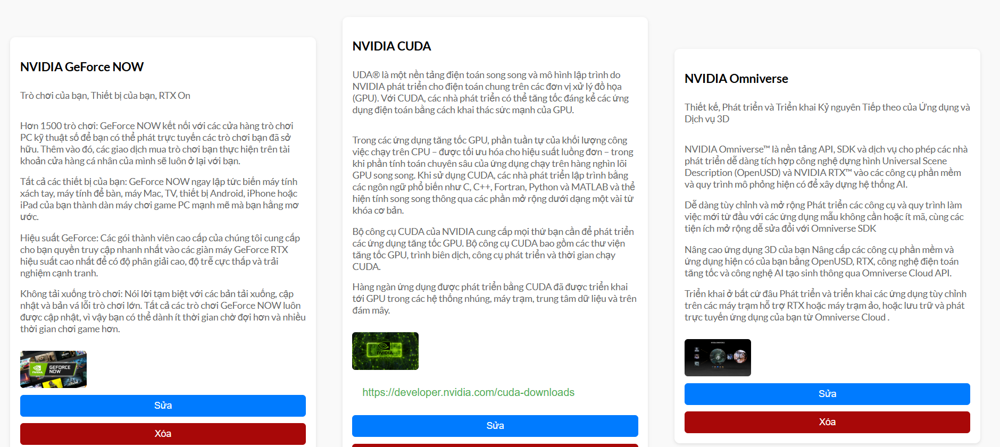 NVIDIA GeForce NOW
Trò chơi của bạn, Thiết bị của bạn, RTX On
Hơn 1500 trò chơi: GeForce NOW kết nối với các cửa hàng trò chơi
PC kỹ thuật số để bạn có thể phát trực tuyến các trò chơi bạn đã sở
hữu. Thêm vào đó, các giao dịch mua trò chơi bạn thực hiện trên tài
khoản cửa hàng cá nhân của mình sẽ luôn ở lại với bạn.
Tất cả các thiết bị của bạn: GeForce NOW ngay lập tức biến máy tính
xách tay, máy tính để bàn, máy Mac, TV, thiết bị Android, iPhone hoặc
iPad của bạn thành dàn máy chơi game PC mạnh mẽ mà bạn hằng mơ
ước.
Hiệu suất GeForce: Các gói thành viên cao cấp của chúng tôi cung cấp
cho bạn quyền truy cập nhanh nhất vào các giàn máy GeForce RTX
hiệu suất cao nhất để có độ phân giải cao, độ trễ cực thấp và trải
nghiệm cạnh tranh.
Không tải xuống trò chơi: Nói lời tạm biệt với các bản tải xuống, cập
nhật và bản vá lỗi trò chơi lớn. Tất cả các trò chơi GeForce NOW luôn
được cập nhật, vì vậy bạn có thể dành ít thời gian chờ đợi hơn và nhiều
thời gian chơi game hơn.
NVIDIA
GEFORCE
NOW
Sửa
Xóa
NVIDIA CUDA
UDA® là một nền tảng điện toán song song và mô hình lập trình do
NVIDIA phát triển cho điện toán chung trên các đơn vị xử lý đồ họa
(GPU). Với CUDA, các nhà phát triển có thể tăng tốc đáng kể các ứng
dụng điện toán bằng cách khai thác sức mạnh của GPU.
Trong các ứng dụng tăng tốc GPU, phần tuần tự của khối lượng công
việc chạy trên CPU – được tối ưu hóa cho hiệu suất luồng đơn – trong
khi phần tính toán chuyên sâu của ứng dụng chạy trên hàng nghìn lõi
GPU song song. Khi sử dụng CUDA, các nhà phát triển lập trình bằng
các ngôn ngữ phổ biến như C, C++, Fortran, Python và MATLAB và thể
hiện tính song song thông qua các phần mở rộng dưới dạng một vài từ
khóa cơ bản.
Bộ công cụ CUDA của NVIDIA cung cấp mọi thứ bạn cần để phát triển
các ứng dụng tăng tốc GPU. Bộ công cụ CUDA bao gồm các thư viện
tăng tốc GPU, trình biên dịch, công cụ phát triển và thời gian chạy
CUDA.
Hàng ngàn ứng dụng được phát triển bằng CUDA đã được triển khai
tới GPU trong các hệ thống nhúng, máy trạm, trung tâm dữ liệu và trên
đám mây.
NVIDIA
https://developer.nvidia.com/cuda-downloads
Sửa
NVIDIA Omniverse
Thiết kế, Phát triển và Triển khai Kỷ nguyên Tiếp theo của Ứng dụng và
Dịch vụ 3D
NVIDIA Omniverse™ là nền tảng API, SDK và dịch vụ cho phép các nhà
phát triển dễ dàng tích hợp công nghệ dựng hình Universal Scene
Description (OpenUSD) và NVIDIA RTX™ vào các công cụ phần mềm
và quy trình mô phỏng hiện có để xây dựng hệ thống AI.
Dễ dàng tùy chỉnh và mở rộng Phát triển các công cụ và quy trình làm
việc mới từ đầu với các ứng dụng mẫu không cần hoặc ít mã, cùng các
tiện ích mở rộng dễ sửa đổi với Omniverse SDK
Nâng cao ứng dụng 3D của bạn Nâng cấp các công cụ phần mềm và
ứng dụng hiện có của bạn bằng OpenUSD, RTX, công nghệ điện toán
tăng tốc và công nghệ AI tạo sinh thông qua Omniverse Cloud API.
Triển khai ở bất cứ đâu Phát triển và triển khai các ứng dụng tùy chỉnh
trên các máy trạm hỗ trợ RTX hoặc máy trạm ảo, hoặc lưu trữ và phát
trực tuyến ứng dụng của bạn từ Omniverse Cloud .
Sửa
Xóa